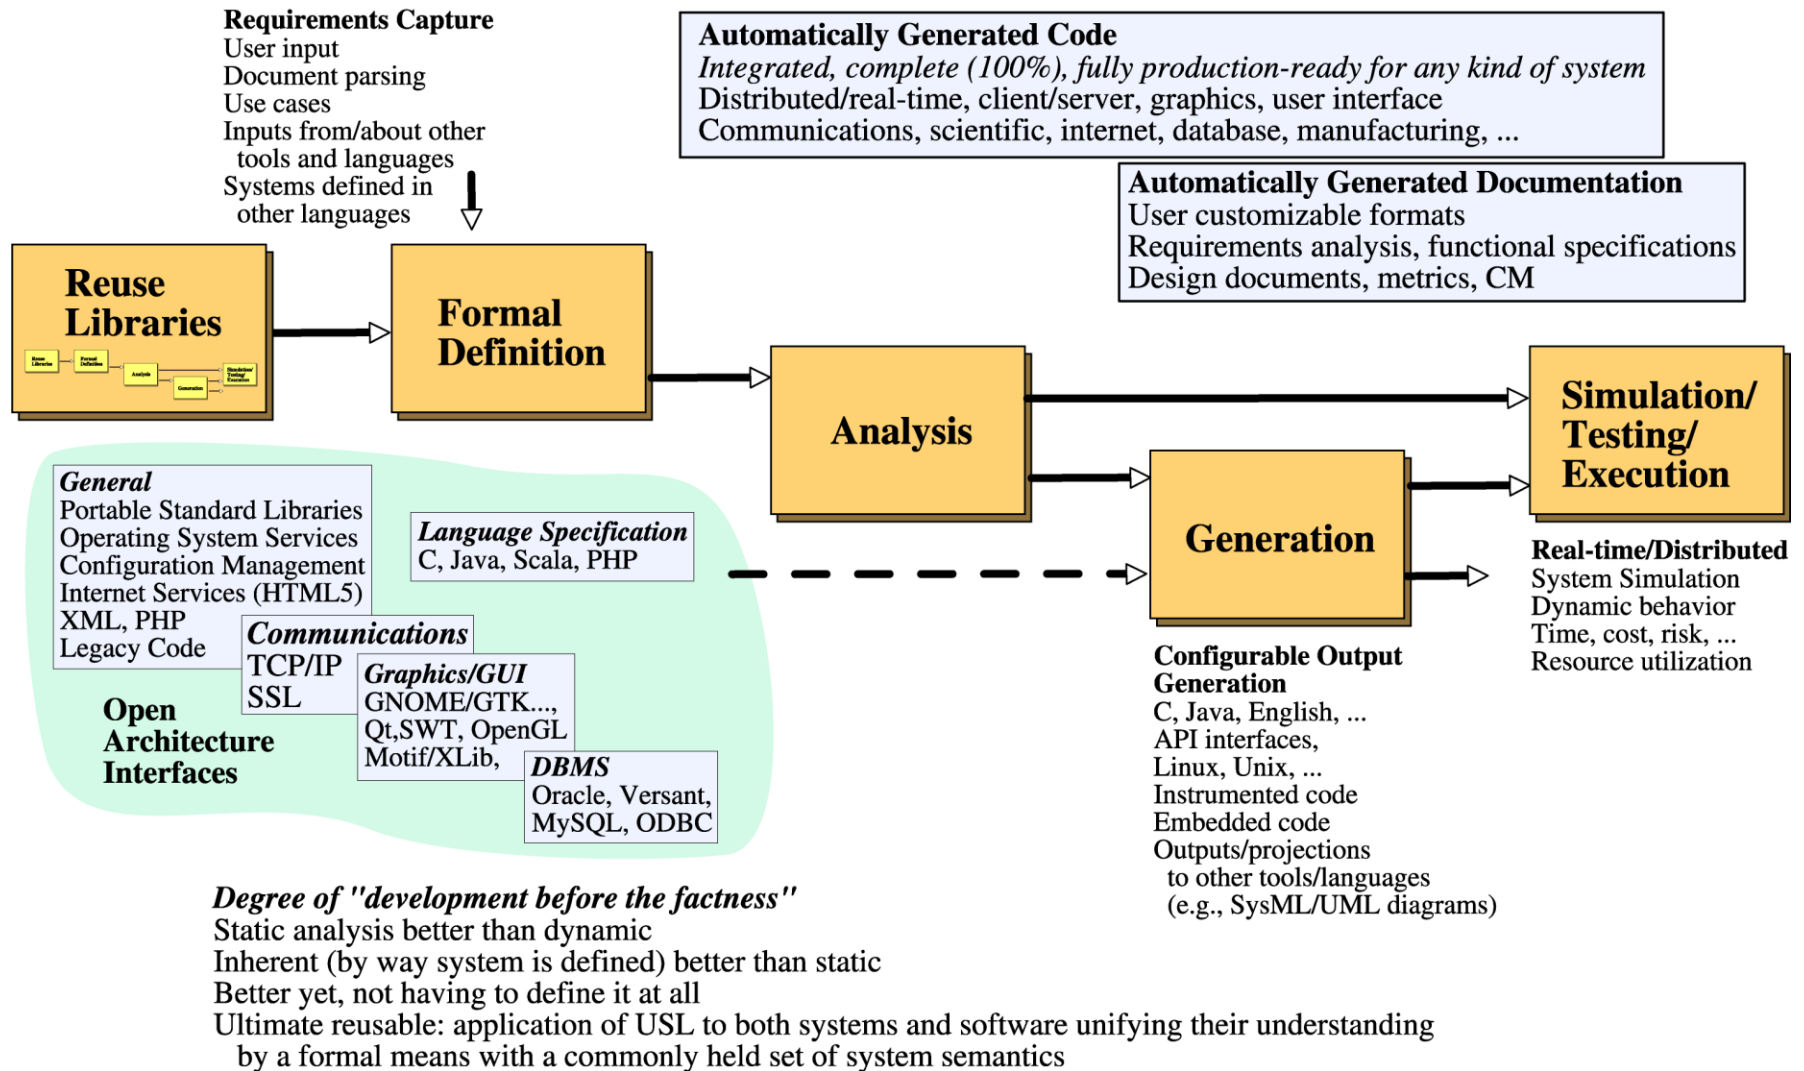 Requirements Capture
User input
Document parsing
Use cases
Inputs from/about other
tools and languages
Systems defined in
other languages
Automatically Generated Code
Integrated, complete (100%), fully production-ready for any kind of system
Distributed/real-time, client/server, graphics, user interface
Communications, scientific, internet, database, manufacturing, ...
Automatically Generated Documentation
User customizable formats
Requirements analysis, functional specifications
Design documents, metrics, CM
Reuse
Libraries
Reuse
Libraries
Formal
Definition
Analysis
Generation
Simulation/
Testing/
Execution
Formal
Definition
Analysis
Generation
Simulation/
Testing/
Execution
General
Portable Standard Libraries
Operating System Services
Configuration Management
Internet Services (HTML5)
XML, PHP
Legacy Code
Language Specification
C, Java, Scala, PHP
Communications
TCP/IP
SSL
Graphics/GUI
GNOME/GTK...,
Qt,SWT, OpenGL
Motif/XLib,
DBMS
Oracle, Versant,
MySQL, ODBC
Open
Architecture
Interfaces
Configurable Output
Generation
C, Java, English, ...
API interfaces,
Linux, Unix, ...
Instrumented code
Embedded code
Outputs/projections
to other tools/languages
(e.g., SysML/UML diagrams)
Real-time/Distributed
System Simulation
Dynamic behavior
Time, cost, risk, ...
Resource utilization
Degree of "development before the factness"
Static analysis better than dynamic
Inherent (by way system is defined) better than static
Better yet, not having to define it at all
Ultimate reusable: application of USL to both systems and software unifying their understanding
by a formal means with a commonly held set of system semantics